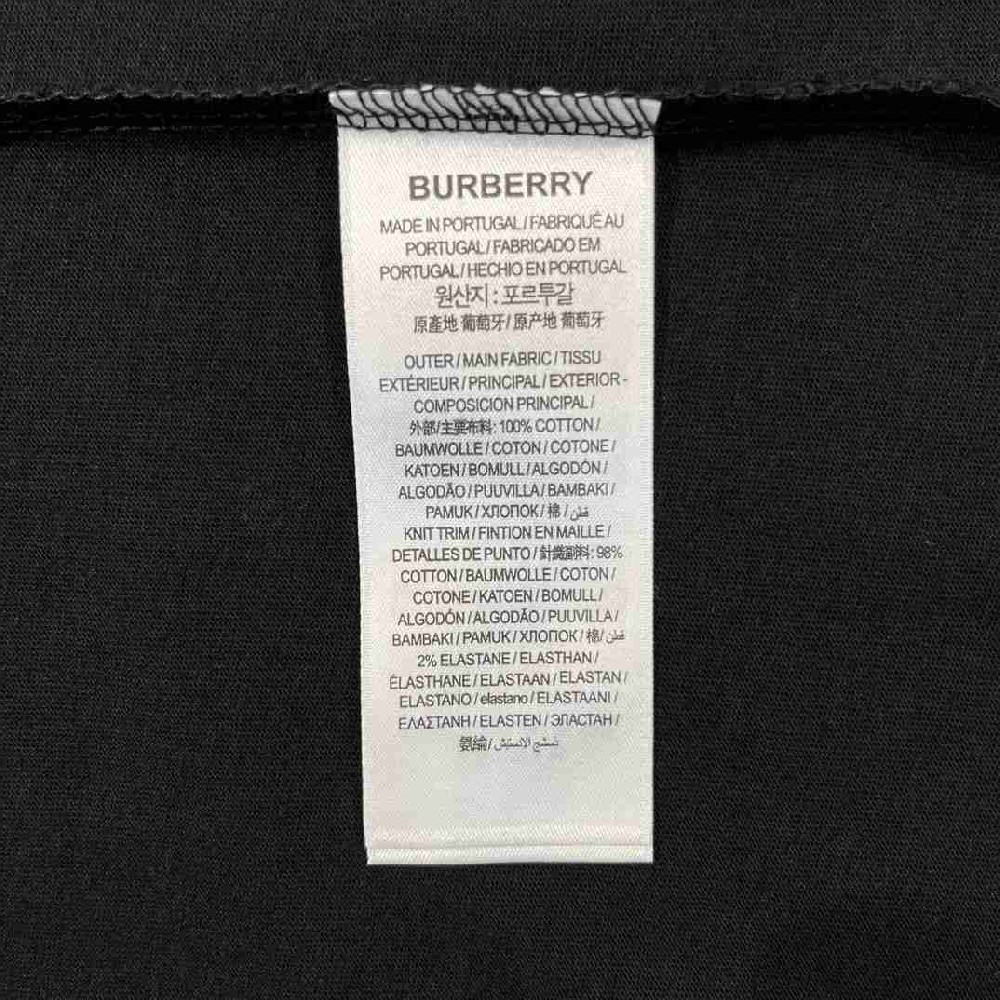 BURBERRY
MADE IN PORTUGAL / FABRIQUÉ AU
PORTUGAL / FABRICADO EM
PORTUGAL / HECHIO EN PORTUGAL
원산지 : 포르투갈
原產地 葡萄牙 / 原产地 葡萄牙
OUTER / MAIN FABRIC / TISSU
EXTÉRIEUR / PRINCIPAL / EXTERIOR -
COMPOSICION PRINCIPAL /
外部/主要布料: 100% COTTON /
BAUMWOLLE / COTON / COTONE /
KATOEN / BOMULL / ALGODÓN /
ALGODÃO / PUUVILLA / BAMBAKI /
PAMUK / ХЛОПОК / 棉 / قطن
KNIT TRIM / FINTION EN MAILLE /
DETALLES DE PUNTO / 針織副料: 98%
COTTON / BAUMWOLLE / COTON /
COTONE / KATOEN / BOMULL /
ALGODÓN / ALGODÃO / PUUVILLA /
BAMBAKI / PAMUK / ХЛОПОК / 棉 / قطن
2% ELASTANE / ELASTHAN /
ÉLASTHANE / ELASTAAN / ELASTAN /
ELASTANO / elastano / ELASTAANI /
ΕΛΑΣΤΑΝΗ / ELASTEN / ЭЛАСТАН /
氨綸 /